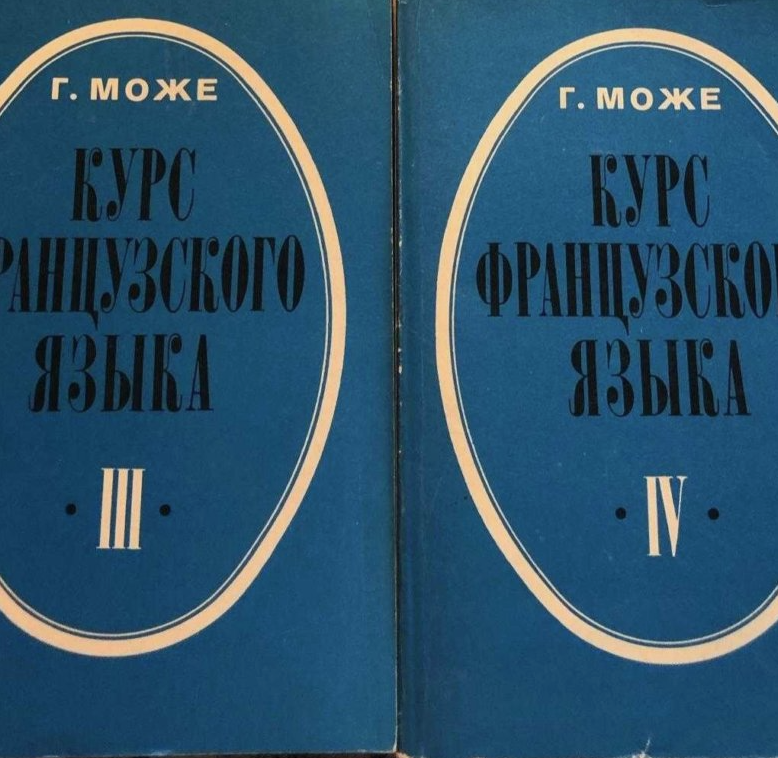 Г. МОЖЕ
КУРС
РАНЦУЗСКОГО
ЯЗЫКА
· III ·
Г. МОЖЕ
КУРС
ФРАНЦУЗСКО
ЯЗЫКА
· IV ·